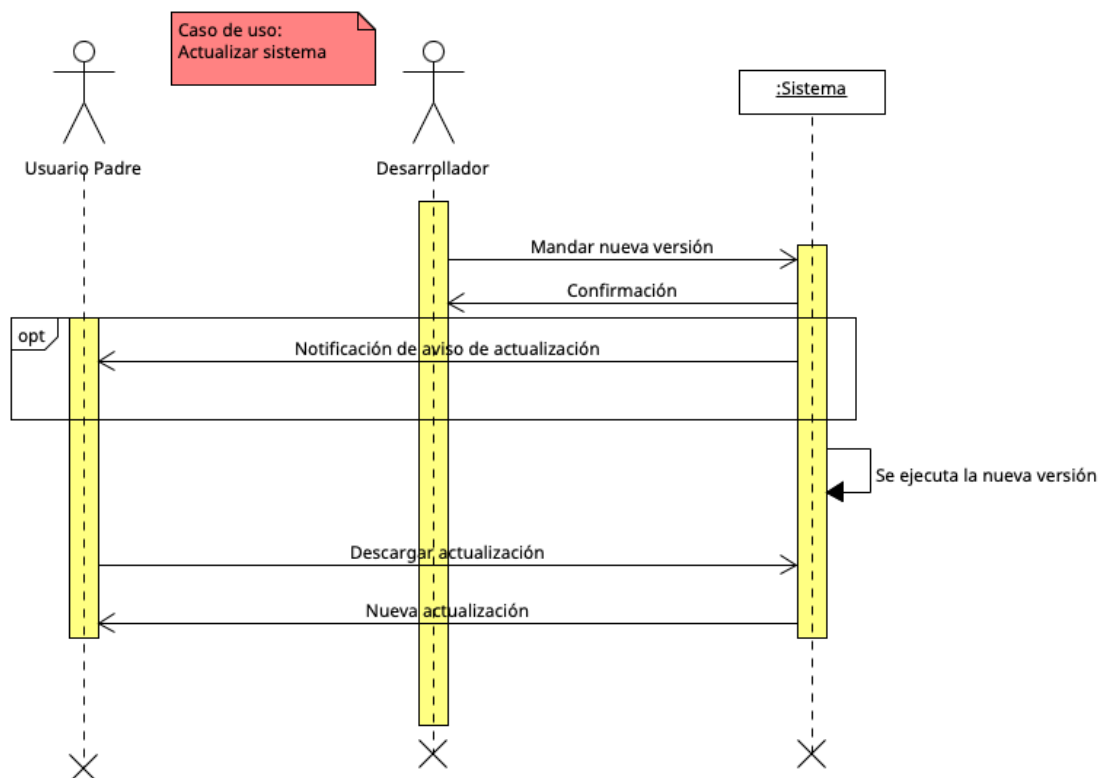 Caso de uso:
Actualizar sistema
:Sistema
Usuario Padre
Desarrollador
Mandar nueva versión
Confirmación
opt
Notificación de aviso de actualización
Se ejecuta la nueva versión
Descargar actualización
Nueva actualización